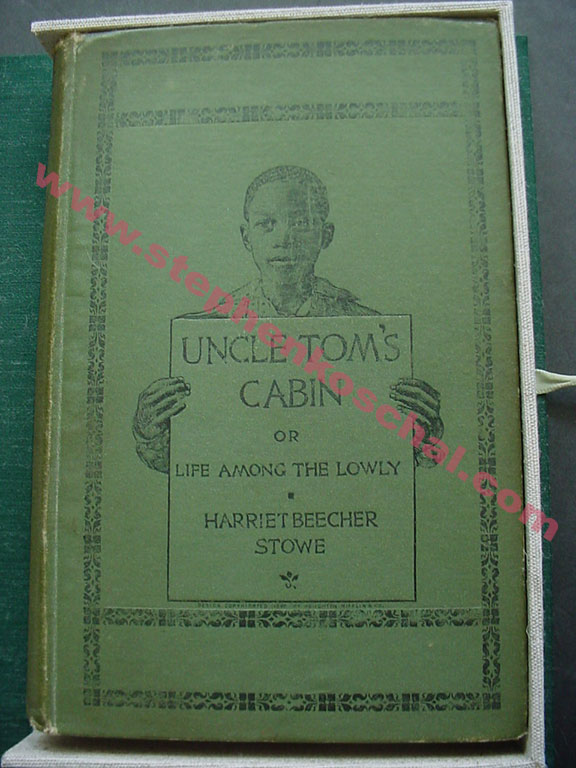 UNCLE TOM'S
CABIN
OR
LIFE AMONG THE LOWLY
HARRIET BEECHER
STOWE
www.stephenkoschal.com